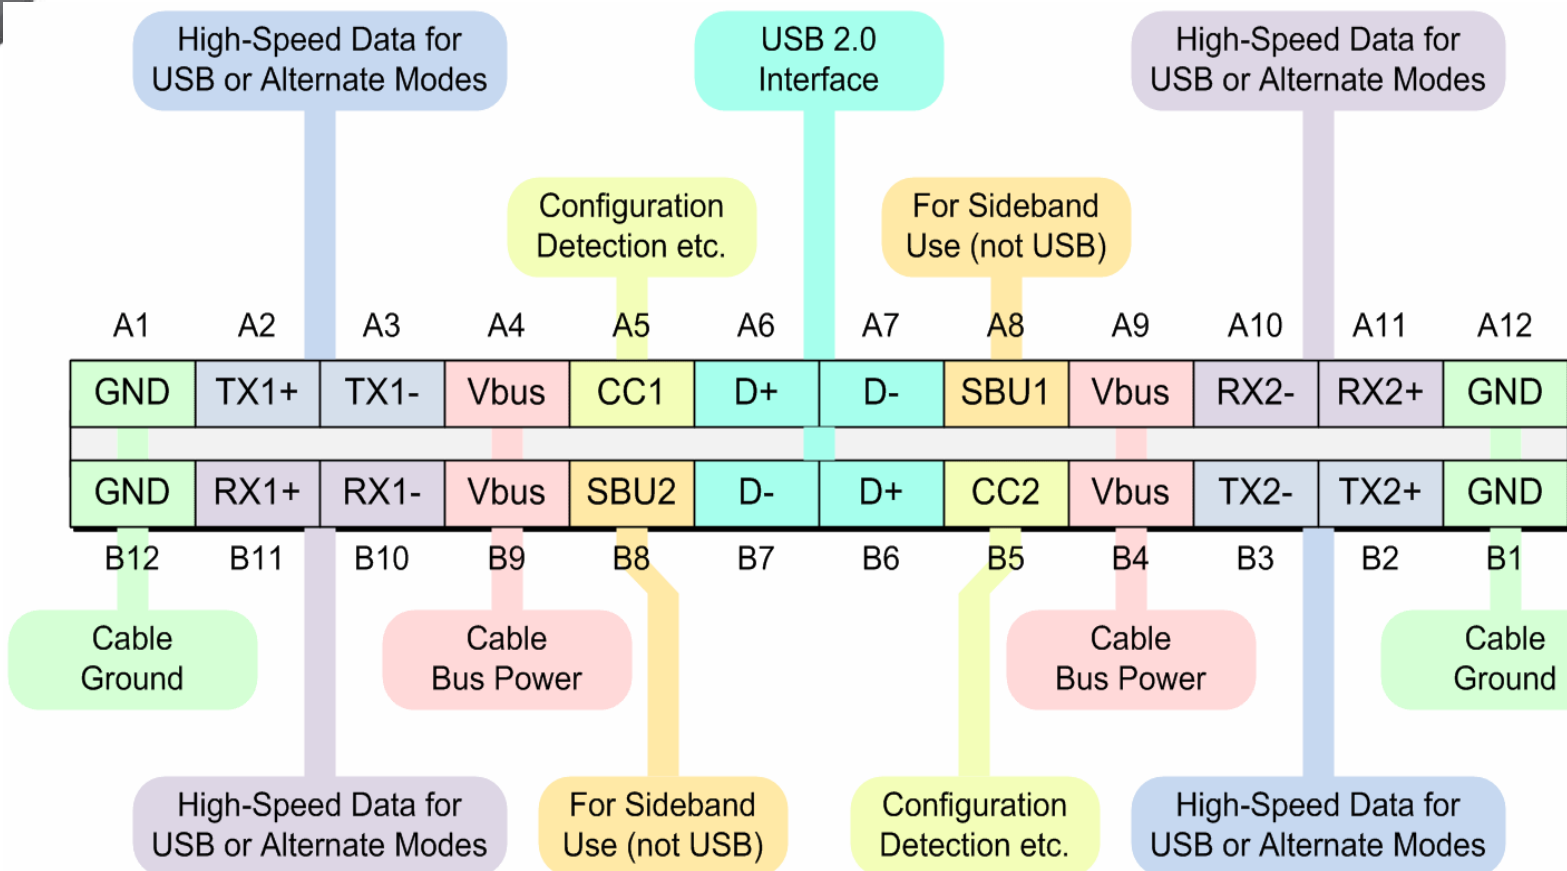 High-Speed Data for
USB or Alternate Modes
USB 2.0
Interface
High-Speed Data for
USB or Alternate Modes
Configuration
Detection etc.
For Sideband
Use (not USB)
A1 A2 A3 A4 A5 A6 A7 A8 A9 A10 A11 A12
GND TX1+ TX1- Vbus CC1 D+ D- SBU1 Vbus RX2- RX2+ GND
GND RX1+ RX1- Vbus SBU2 D- D+ CC2 Vbus TX2- TX2+ GND
B12 B11 B10 B9 B8 B7 B6 B5 B4 B3 B2 B1
Cable
Ground
Cable
Bus Power
Cable
Bus Power
Cable
Ground
High-Speed Data for
USB or Alternate Modes
For Sideband
Use (not USB)
Configuration
Detection etc.
High-Speed Data for
USB or Alternate Modes